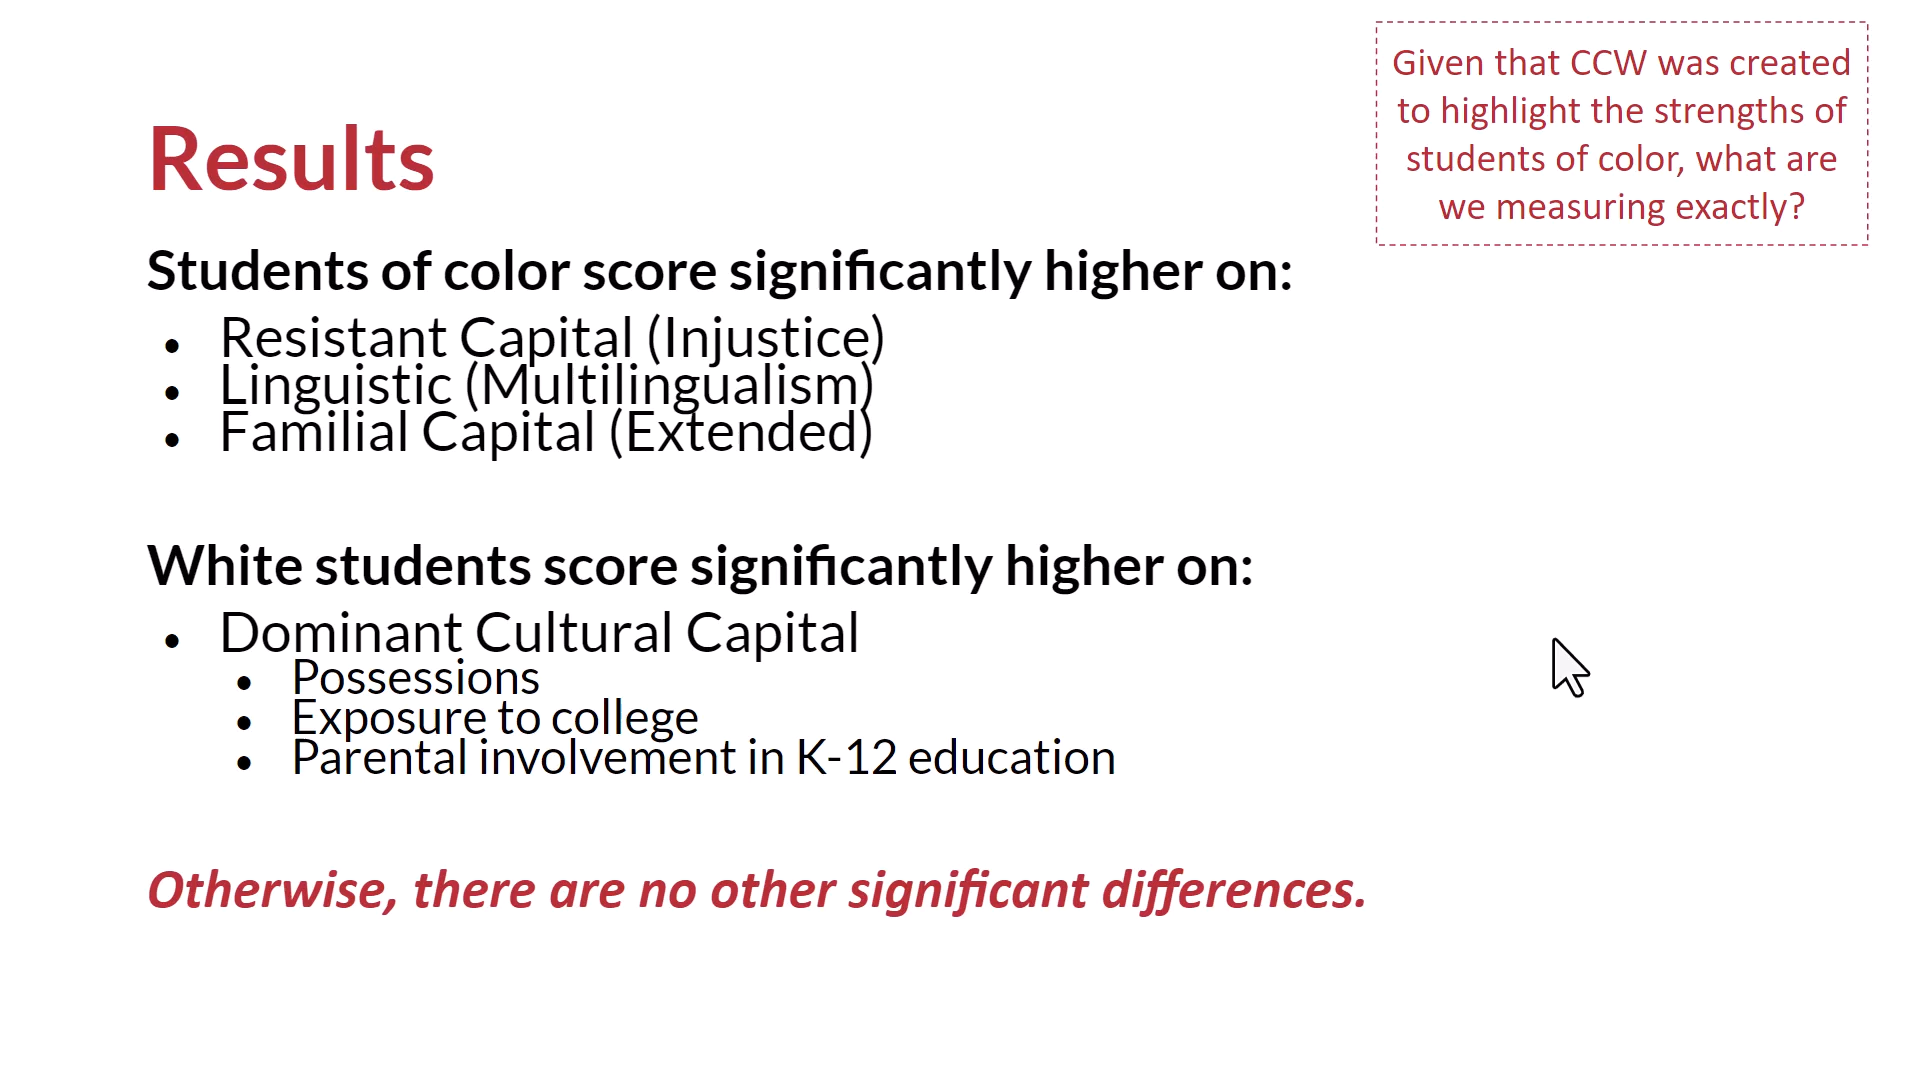 Given that CCW was created
to highlight the strengths of
students of color, what are
we measuring exactly?
Results
Students of color score significantly higher on:
• Resistant Capital (Injustice)
• Linguistic (Multilingualism)
• Familial Capital (Extended)
White students score significantly higher on:
• Dominant Cultural Capital
• Possessions
• Exposure to college
• Parental involvement in K-12 education
Otherwise, there are no other significant differences.